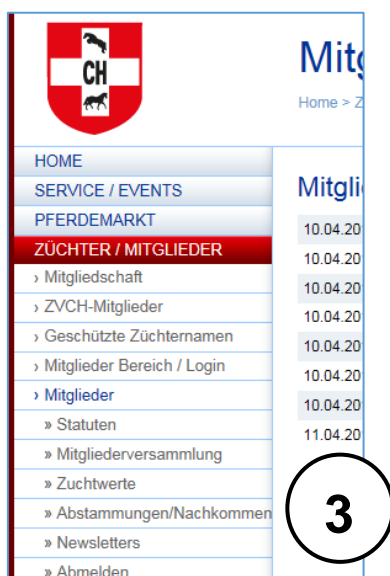 CH
Mitg
Home > Z
HOME
SERVICE / EVENTS
PFERDEMARKT
ZÜCHTER / MITGLIEDER
› Mitgliedschaft
› ZVCH-Mitglieder
› Geschützte Züchternamen
› Mitglieder Bereich / Login
› Mitglieder
» Statuten
» Mitgliederversammlung
» Zuchtwerte
» Abstammungen/Nachkommen
» Newsletters
» Abmelden
Mitgli
10.04.20
10.04.20
10.04.20
10.04.20
10.04.20
10.04.20
10.04.20
11.04.20
3